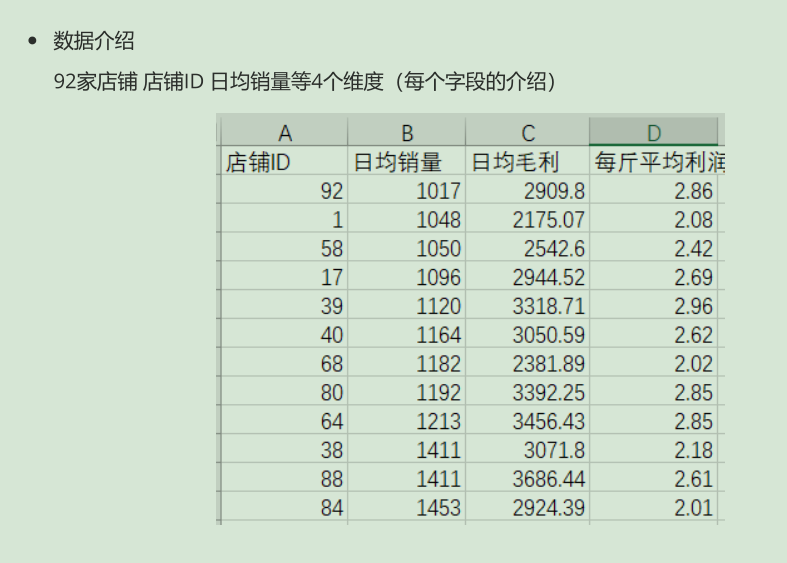 数据介绍
92家店铺 店铺ID 日均销量等4个维度（每个字段的介绍）
A B C D
店铺ID 日均销量 日均毛利 每斤平均利润
92 1017 2909.8 2.86
1 1048 2175.07 2.08
58 1050 2542.6 2.42
17 1096 2944.52 2.69
39 1120 3318.71 2.96
40 1164 3050.59 2.62
68 1182 2381.89 2.02
80 1192 3392.25 2.85
64 1213 3456.43 2.85
38 1411 3071.8 2.18
88 1411 3686.44 2.61
84 1453 2924.39 2.01